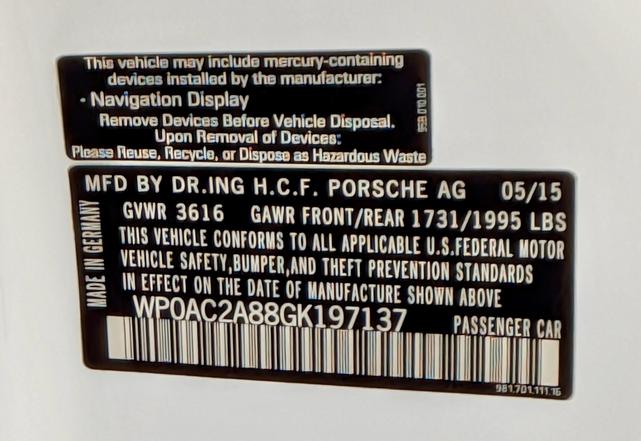 This vehicle may include mercury-containing
devices installed by the manufacturer:
· Navigation Display
Remove Devices Before Vehicle Disposal.
Upon Removal of Devices:
Please Reuse, Recycle, or Dispose as Hazardous Waste
MFD BY DR.ING H.C.F. PORSCHE AG 05/15
GVWR 3616 GAWR FRONT/REAR 1731/1995 LBS
THIS VEHICLE CONFORMS TO ALL APPLICABLE U.S.FEDERAL MOTOR
VEHICLE SAFETY,BUMPER,AND THEFT PREVENTION STANDARDS
IN EFFECT ON THE DATE OF MANUFACTURE SHOWN ABOVE
MADE IN GERMANY
WP0AC2A88GK197137 PASSENGER CAR
981.701.111.16